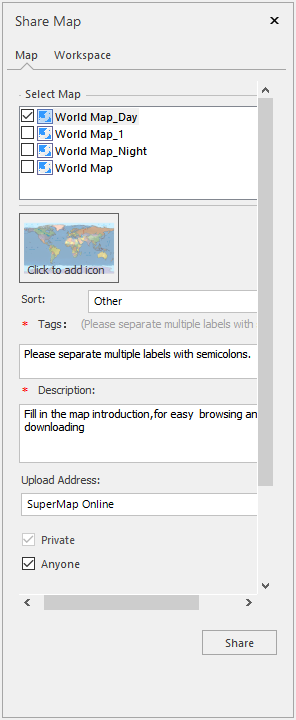 Share Map
Map Workspace
Select Map
World Map_Day
World Map_1
World Map_Night
World Map
Click to add icon
Sort: Other
* Tags: (Please separate multiple labels with
Please separate multiple labels with semicolons.
* Description:
Fill in the map introduction,for easy browsing an
downloading
Upload Address:
SuperMap Online
Private
Anyone
Share